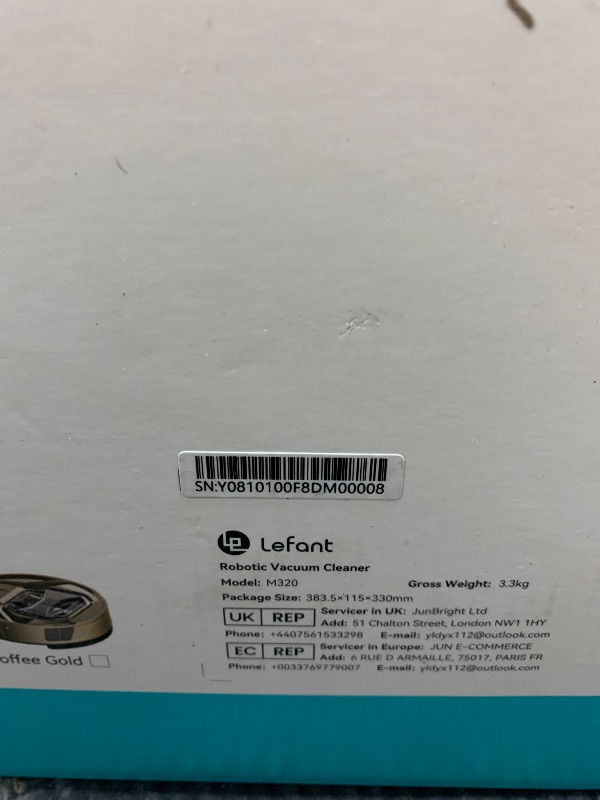 SN:Y0810100F8DM00008
Lefant
Robotic Vacuum Cleaner
Model: M320 Gross Weight: 3.3kg
Package Size: 383.5×115×330mm
UK REP Servicer in UK: JunBright Ltd
Add: 51 Chalton Street, London NW1 1HY
Phone: +4407561533298 E-mail: yldyx112@outlook.com
EC REP Servicer in Europe: JUN E-COMMERCE
Add: 6 RUE D ARMAILLE, 75017, PARIS FR
Phone: +0033769779007 E-mail: yldyx112@outlook.com
offee Gold